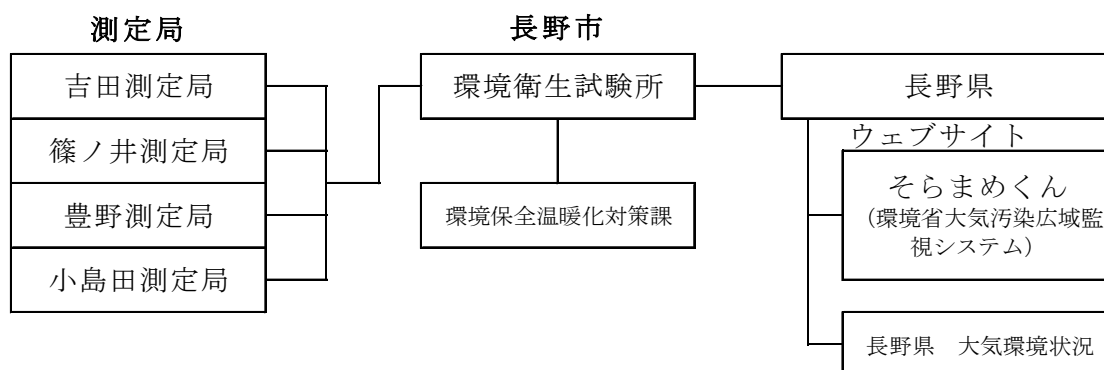 測定局
吉田測定局
篠ノ井測定局
豊野測定局
小島田測定局
長野市
環境衛生試験所
環境保全温暖化対策課
長野県
ウェブサイト
そらまめくん
(環境省大気汚染広域監
視システム)
長野県　大気環境状況